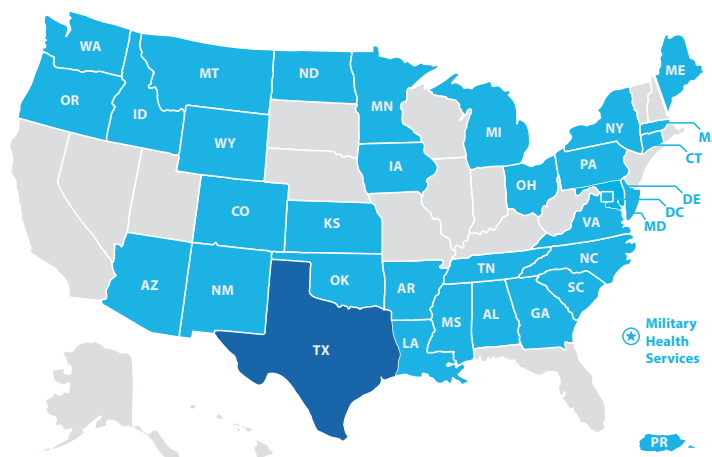 WA
MT
ND
MN
ME
OR
ID
WY
MI
NY
MA
CT
IA
PA
OH
DE
DC
MD
VA
CO
KS
NC
TN
SC
AZ
NM
OK
AR
MS
AL
GA
LA
TX
Military
Health
Services
PR